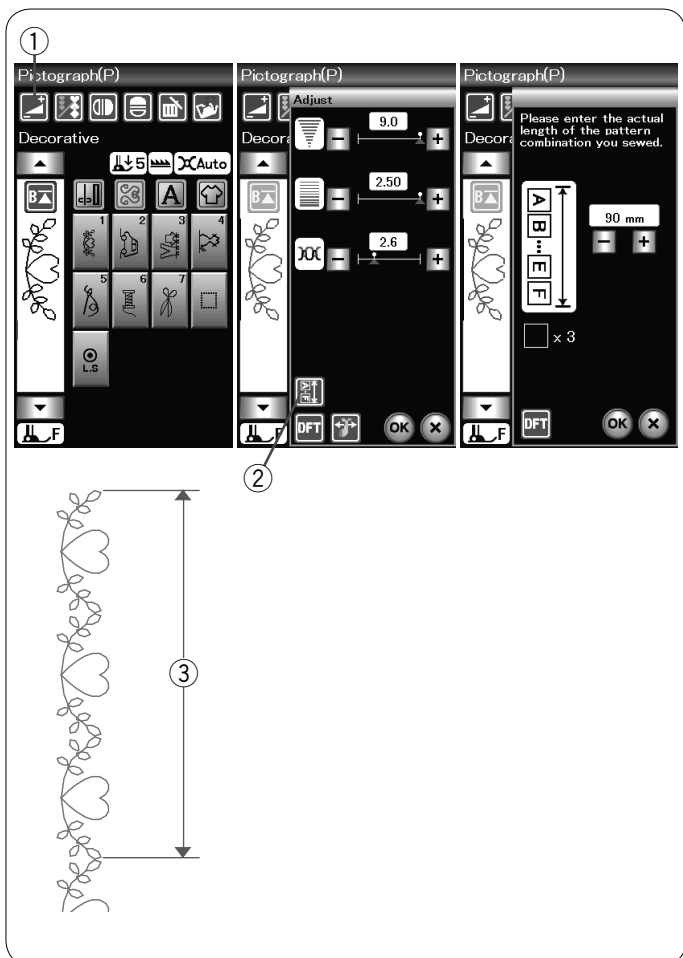 1
Pictograph(P)
Decorative
5
Auto
B
A
1
2
3
4
5
6
7
L.S
F
Pictograph(P)
Adjust
Decora
9.0
B
2.50
2.6
A-F
DFT
OK
F
2
Pictograph(P)
Please enter the actual
length of the pattern
combination you sewed.
Decora
B
A
B
E
F
90 mm
x 3
DFT
OK
F
3